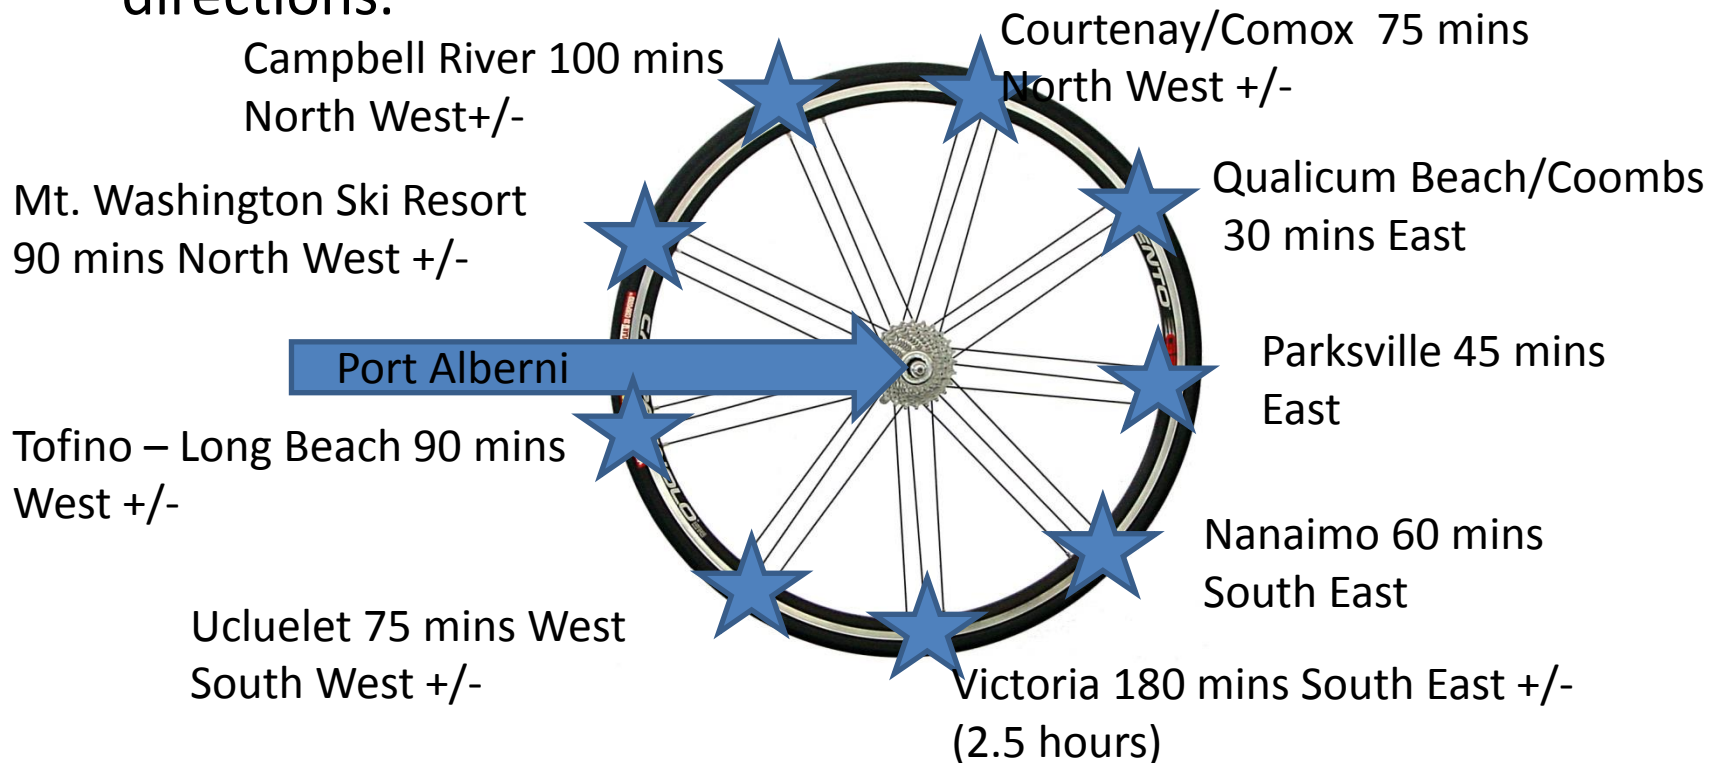 directions.
Campbell River 100 mins
North West+/-
Courtenay/Comox 75 mins
North West +/-
Mt. Washington Ski Resort
90 mins North West +/-
Qualicum Beach/Coombs
30 mins East
Port Alberni
Parksville 45 mins
East
Tofino – Long Beach 90 mins
West +/-
Nanaimo 60 mins
South East
Ucluelet 75 mins West
South West +/-
Victoria 180 mins South East +/-
(2.5 hours)